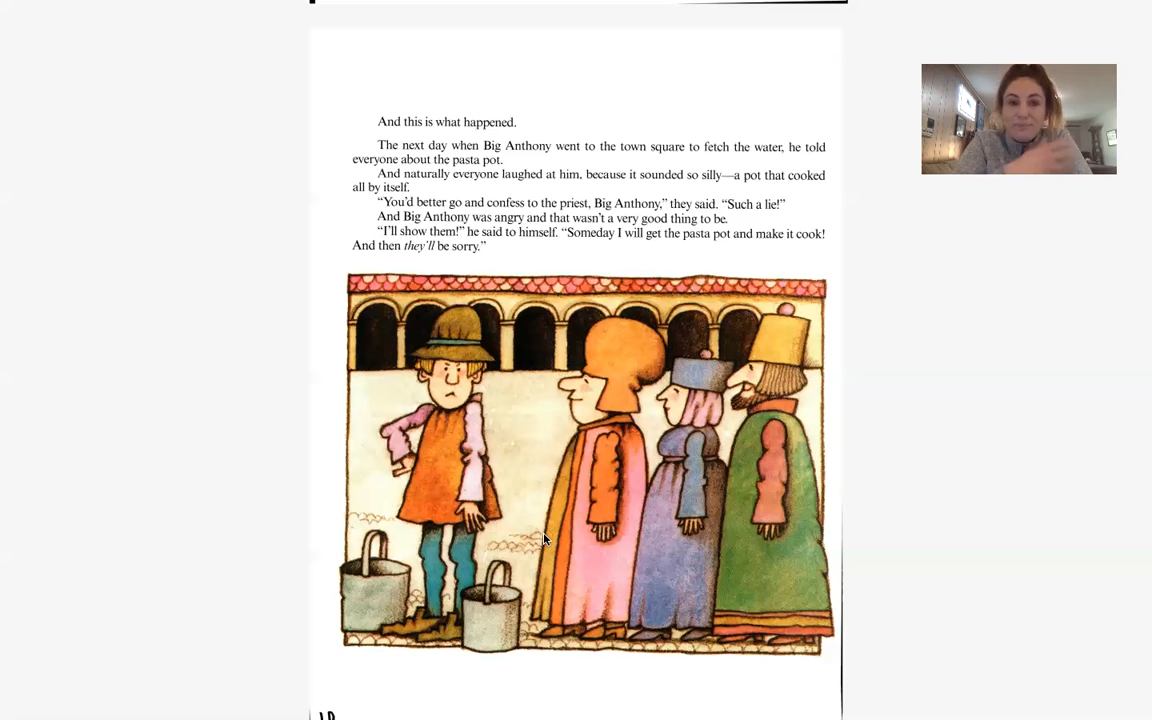 And this is what happened.
The next day when Big Anthony went to the town square to fetch the water, he told
everyone about the pasta pot.
And naturally everyone laughed at him, because it sounded so silly—a pot that cooked
all by itself.
“You’d better go and confess to the priest, Big Anthony,” they said. “Such a lie!”
And Big Anthony was angry and that wasn’t a very good thing to be.
“I’ll show them!” he said to himself. “Someday I will get the pasta pot and make it cook!
And then they’ll be sorry.”